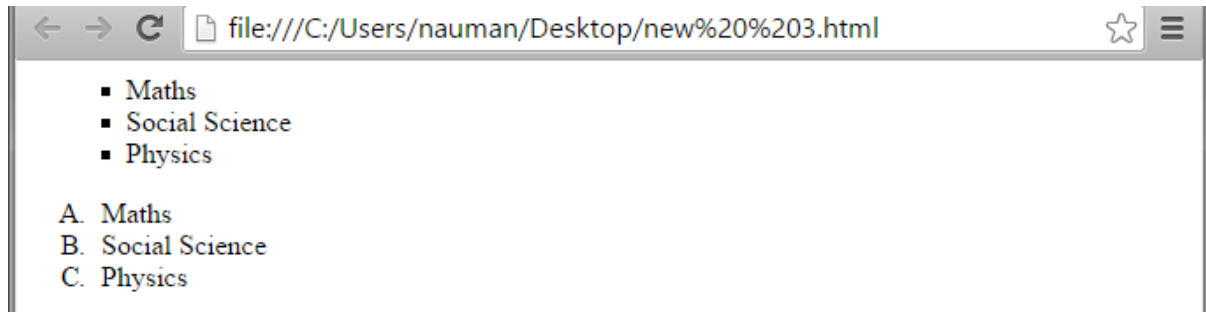 file:///C:/Users/nauman/Desktop/new%20%203.html
▪ Maths
▪ Social Science
▪ Physics
A. Maths
B. Social Science
C. Physics